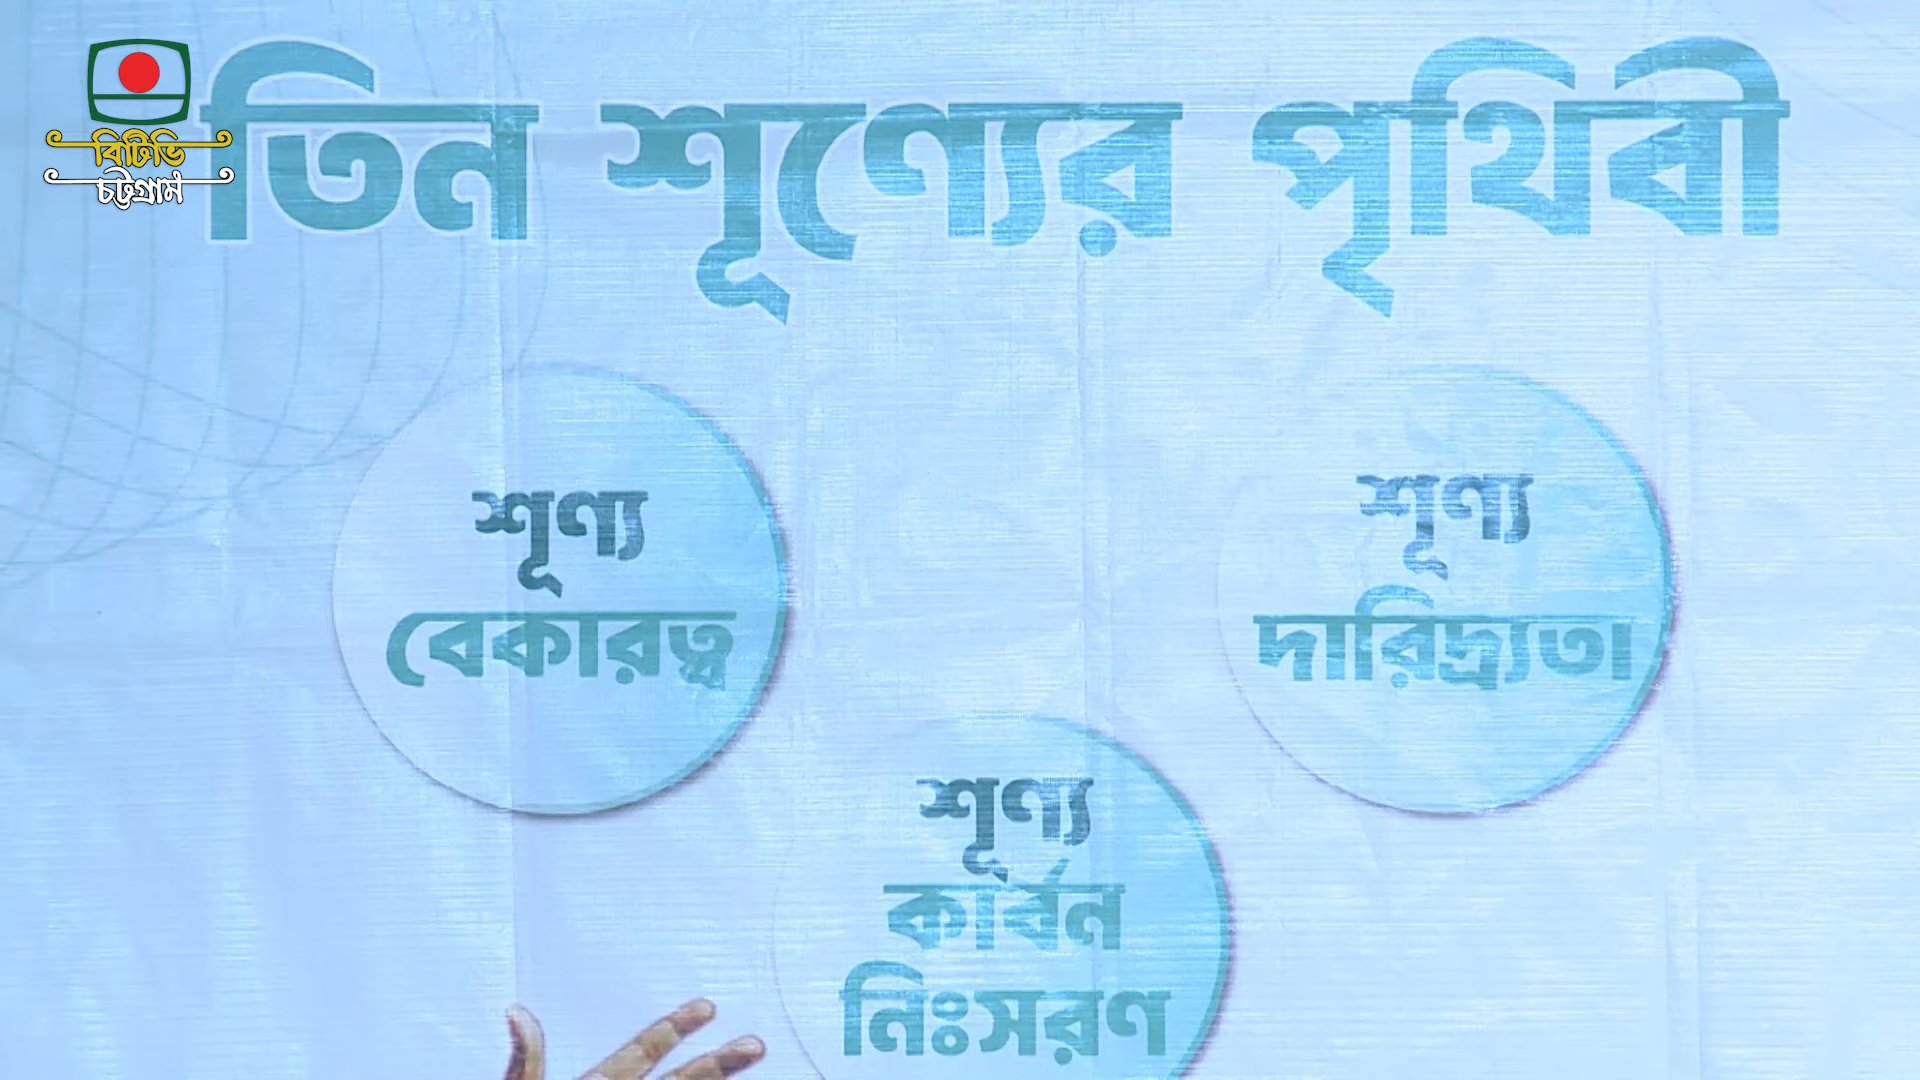 বিটিভি
চট্টগ্রাম
তিন শূণ্যের পৃথিবী
শূণ্য
বেকারত্ব
শূণ্য
দারিদ্র্যতা
শূণ্য
কার্বন
নিঃসরণ